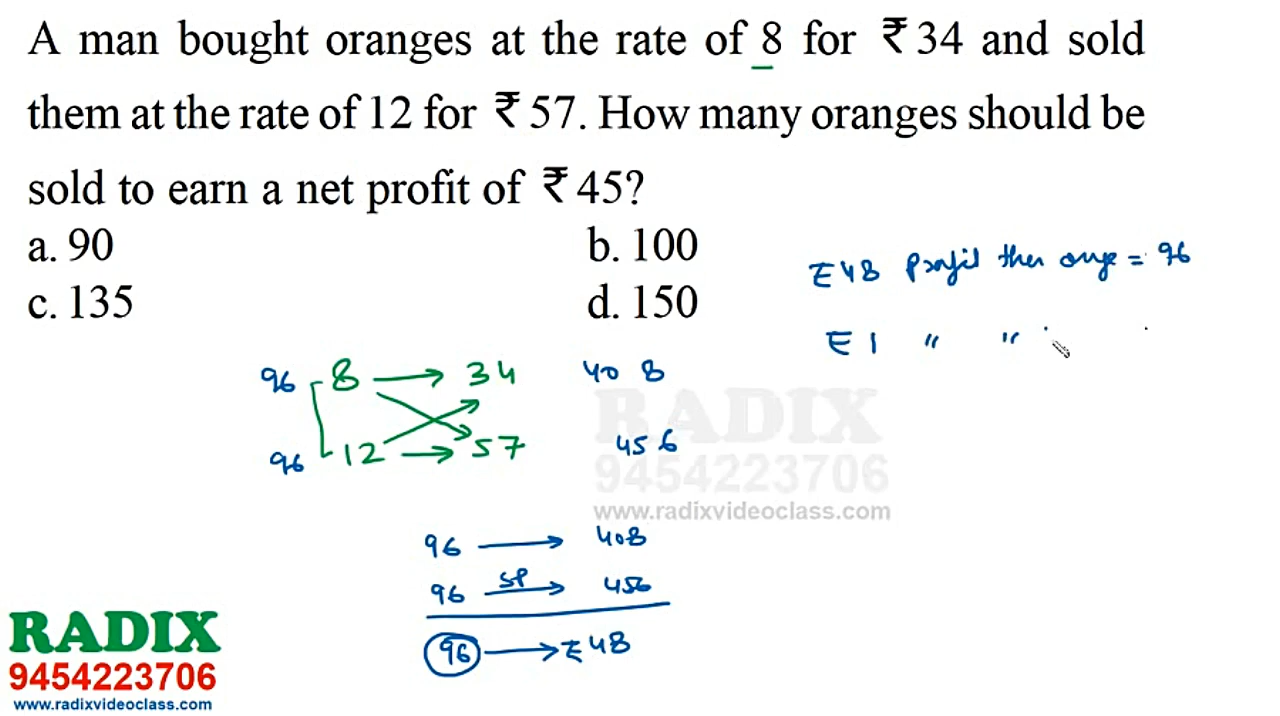 A man bought oranges at the rate of 8 for ₹ 34 and sold
them at the rate of 12 for ₹ 57. How many oranges should be
sold to earn a net profit of ₹ 45?
a. 90 b. 100
c. 135 d. 150
₹ 48 profit then = 96
₹ 1 " "
96 8 → 34 408
96 12 → 57 456
RADIX
9454223706
www.radixvideoclass.com
96 → 408
96 SP → 456
96 → ₹ 48
RADIX
9454223706
www.radixvideoclass.com